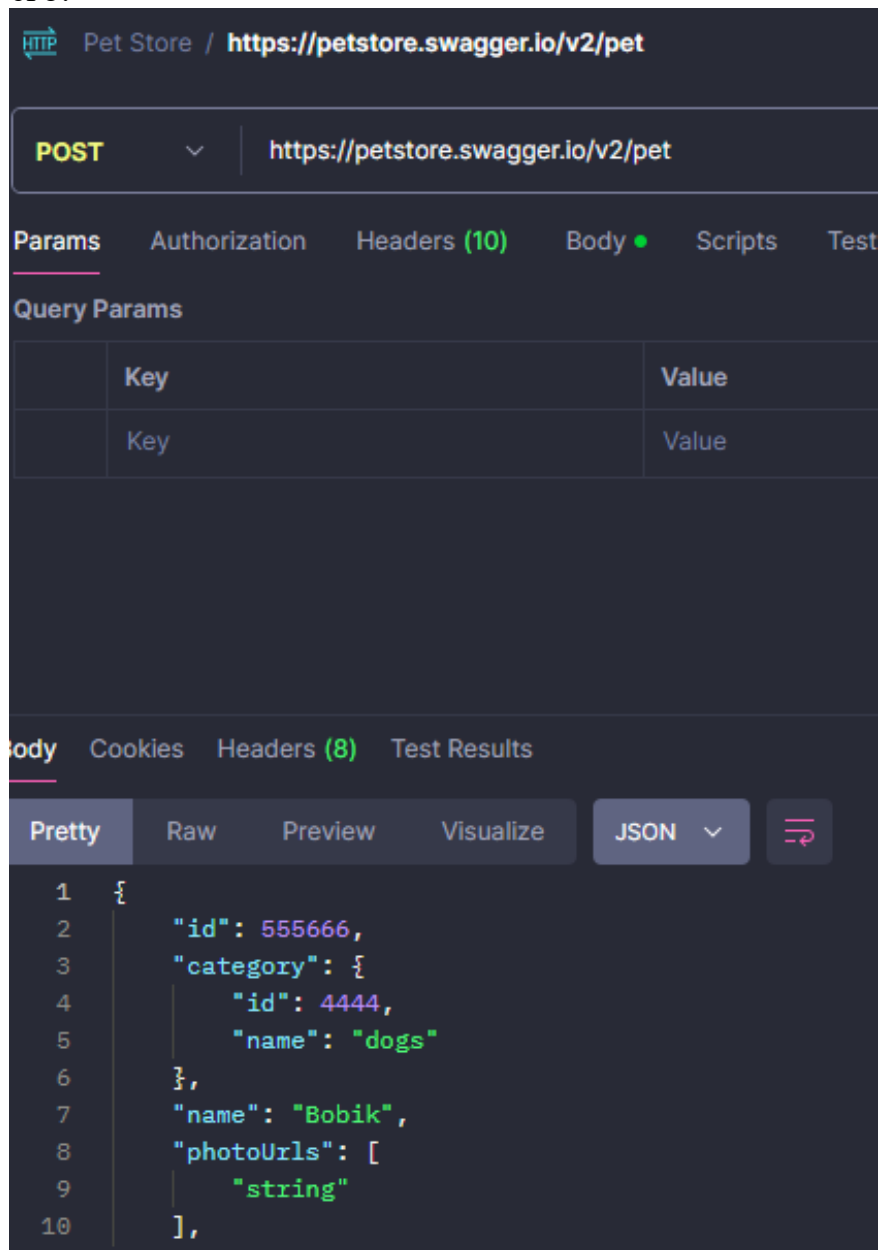 HTTP Pet Store / https://petstore.swagger.io/v2/pet
POST https://petstore.swagger.io/v2/pet
Params Authorization Headers (10) Body Scripts Test
Query Params
Key Value
Key Value
Body Cookies Headers (8) Test Results
Pretty Raw Preview Visualize JSON
1 {
2 "id": 555666,
3 "category": {
4 "id": 4444,
5 "name": "dogs"
6 },
7 "name": "Bobik",
8 "photoUrls": [
9 "string"
10 ],